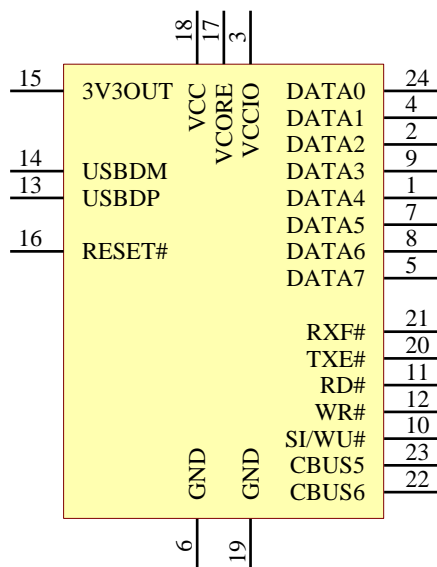 18 17 3
VCC VCORE VCCIO
15 3V3OUT DATA0 24
DATA1 4
DATA2 2
14 USBDM DATA3 9
13 USBDP DATA4 1
DATA5 7
16 RESET# DATA6 8
DATA7 5
RXF# 21
TXE# 20
RD# 11
WR# 12
SI/WU# 10
CBUS5 23
CBUS6 22
GND GND
6 19